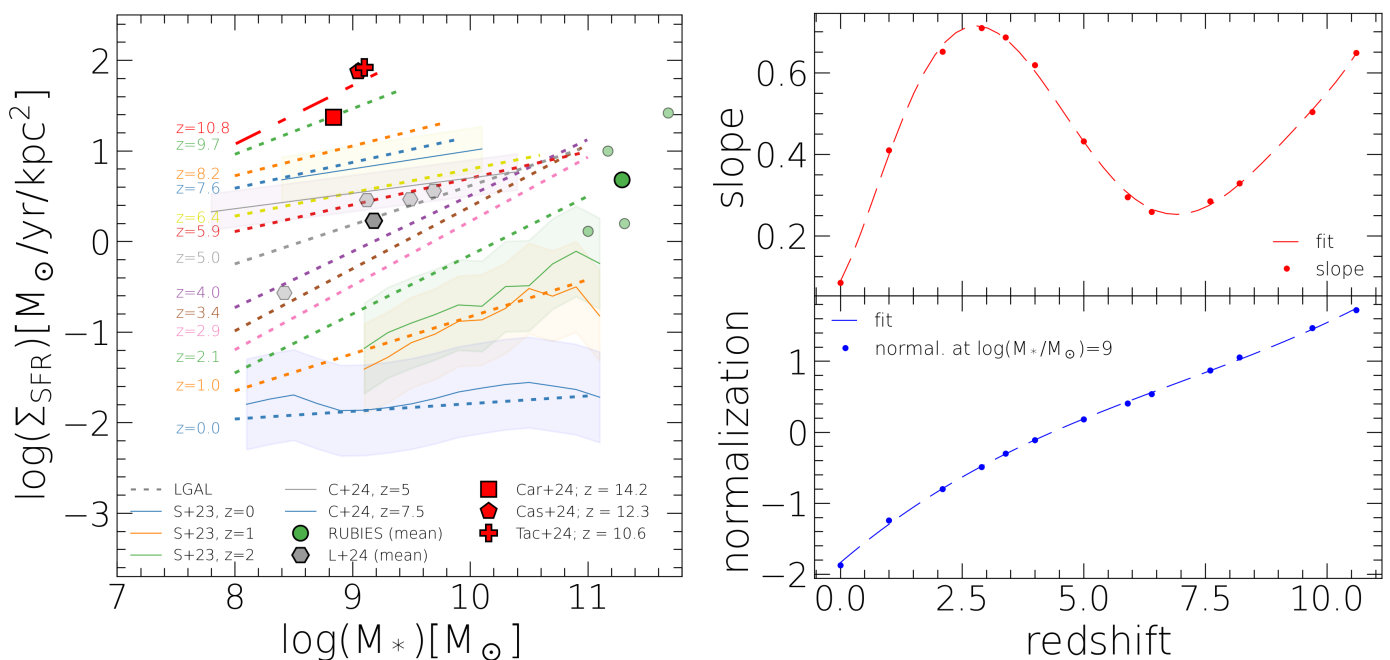 log(Σ_SFR)[M_⊙/yr/kpc²]
2
1
0
−1
−2
−3
z=10.8
z=9.7
z=8.2
z=7.6
z=6.4
z=5.9
z=5.0
z=4.0
z=3.4
z=2.9
z=2.1
z=1.0
z=0.0
LGAL
S+23, z=0
S+23, z=1
S+23, z=2
C+24, z=5
C+24, z=7.5
RUBIES (mean)
L+24 (mean)
Car+24; z = 14.2
Cas+24; z = 12.3
Tac+24; z = 10.6
7 8 9 10 11
log(M_*)[M_⊙]
slope
0.6
0.4
0.2
fit
slope
normalization
1
0
−1
−2
fit
normal. at log(M_*/M_⊙)=9
0.0 2.5 5.0 7.5 10.0
redshift